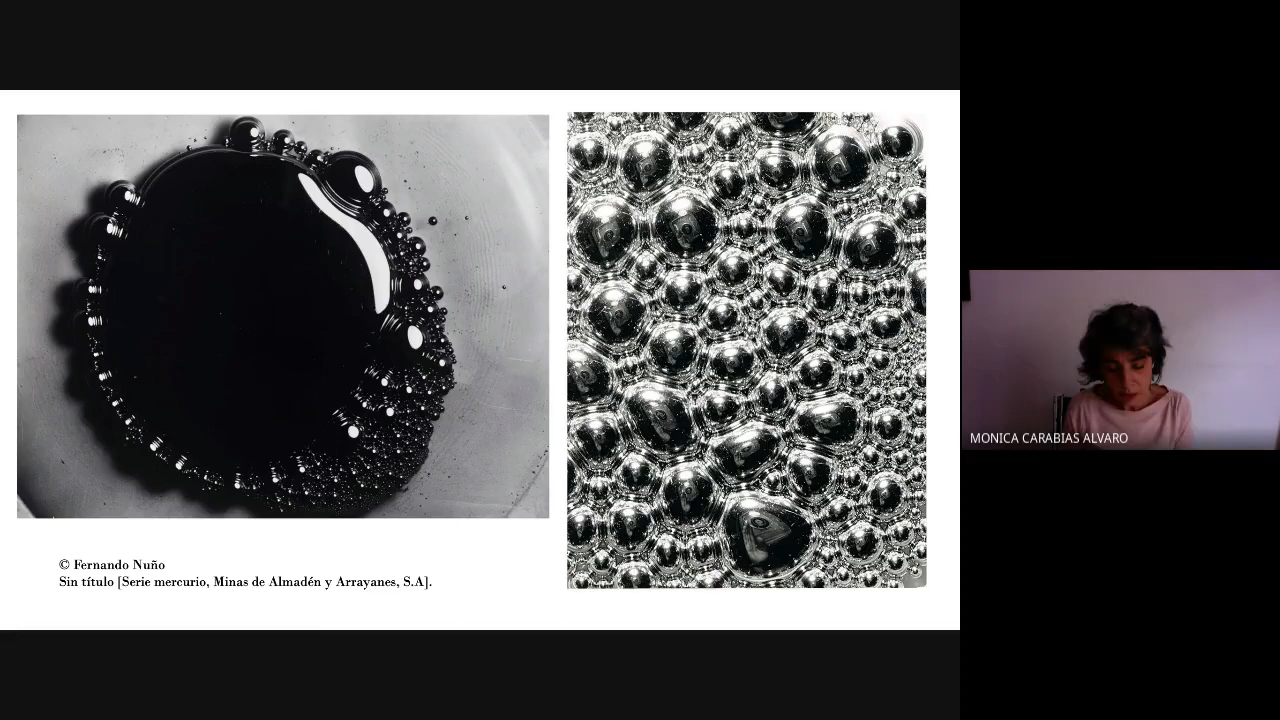 © Fernando Nuño
Sin título [Serie mercurio, Minas de Almadén y Arrayanes, S.A].
MONICA CARABIAS ALVARO